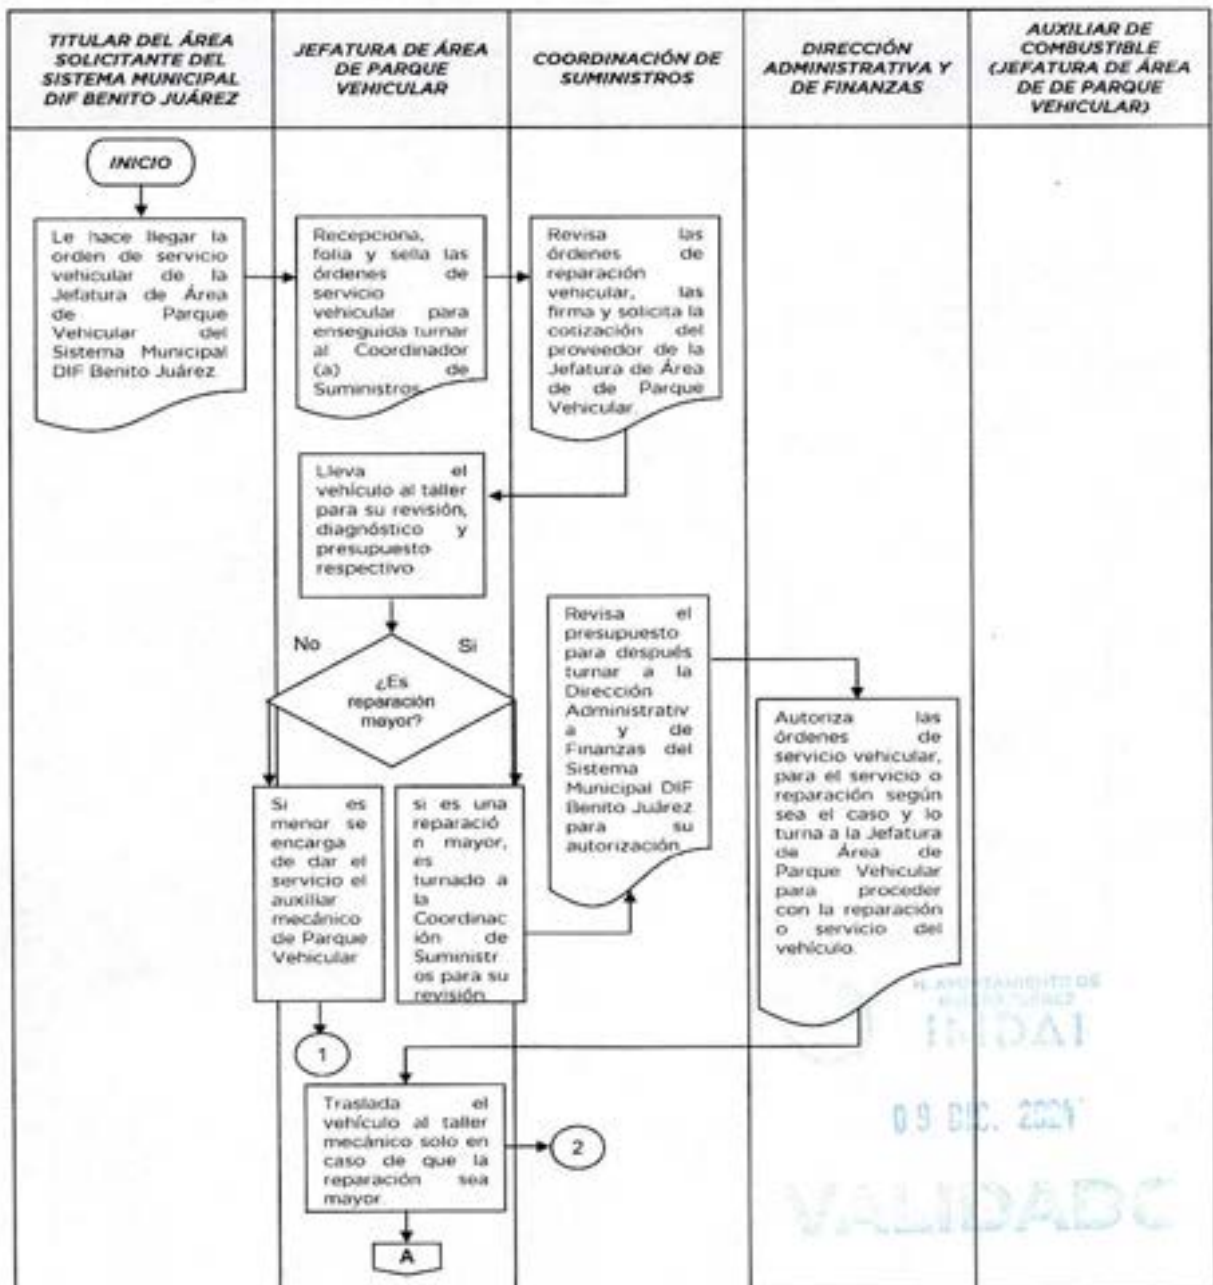 TITULAR DEL ÁREA
SOLICITANTE DEL
SISTEMA MUNICIPAL
DIF BENITO JUÁREZ
JEFATURA DE ÁREA
DE PARQUE
VEHICULAR
COORDINACIÓN DE
SUMINISTROS
DIRECCIÓN
ADMINISTRATIVA Y
DE FINANZAS
AUXILIAR DE
COMBUSTIBLE
(JEFATURA DE ÁREA
DE DE PARQUE
VEHICULAR)
INICIO
Le hace llegar la
orden de servicio
vehicular de la
Jefatura de Área
de Parque
Vehicular del
Sistema Municipal
DIF Benito Juárez
Recepciona,
folia y sella las
órdenes de
servicio
vehicular para
enseguida turnar
al Coordinador
(a) de
Suministros
Revisa las
órdenes de
reparación
vehicular, las
firma y solicita la
cotización del
proveedor de la
Jefatura de Área
de de Parque
Vehicular.
Lleva el
vehículo al taller
para su revisión,
diagnóstico y
presupuesto
respectivo
No
Si
¿Es
reparación
mayor?
Si es
menor se
encarga
de dar el
servicio el
auxiliar
mecánico
de Parque
Vehicular
si es una
reparació
n mayor,
es
turnado a
la
Coordinac
ión de
Suministr
os para su
revisión
Revisa el
presupuesto
para después
turnar a la
Dirección
Administrativ
a y de
Finanzas del
Sistema
Municipal DIF
Benito Juárez
para su
autorización
Autoriza las
órdenes de
servicio vehicular,
para el servicio o
reparación según
sea el caso y lo
turna a la Jefatura
de Área de
Parque Vehicular
para proceder
con la reparación
o servicio del
vehículo.
1
Traslada el
vehículo al taller
mecánico solo en
caso de que la
reparación sea
mayor.
2
A
H. AYUNTAMIENTO DE
IMDAI
09 DIC. 2021
VALIDADO